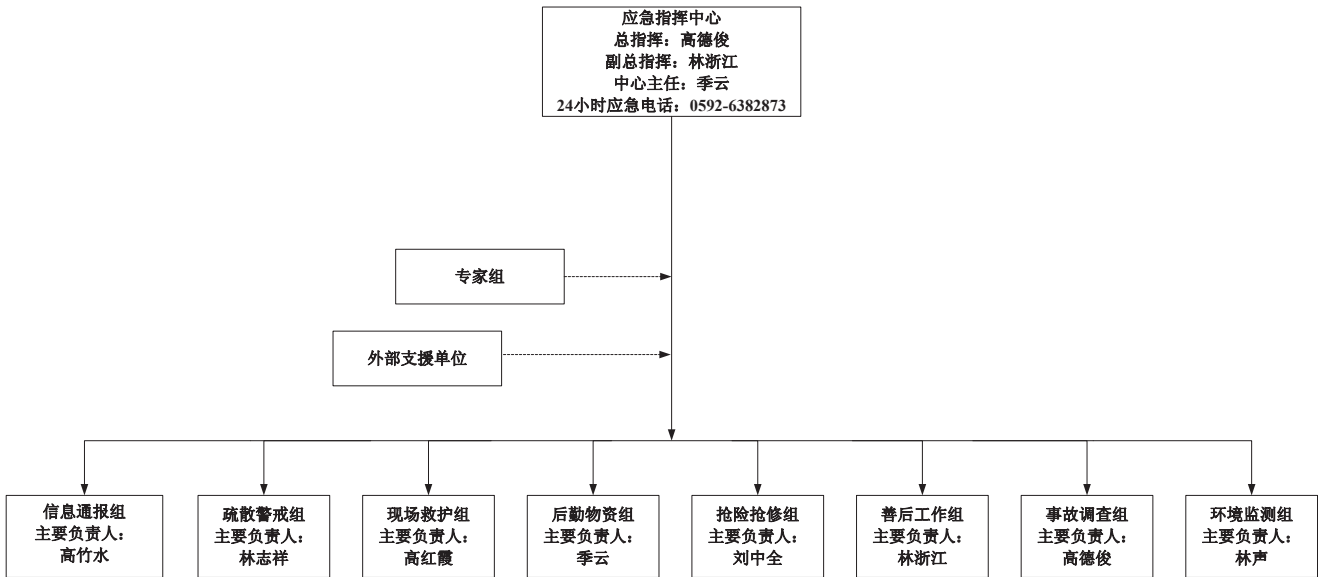 应急指挥中心
总指挥：高德俊
副总指挥：林浙江
中心主任：季云
24小时应急电话：0592-6382873
专家组
外部支援单位
信息通报组
主要负责人：
高竹水
疏散警戒组
主要负责人：
林志祥
现场救护组
主要负责人：
高红霞
后勤物资组
主要负责人：
季云
抢险抢修组
主要负责人：
刘中全
善后工作组
主要负责人：
林浙江
事故调查组
主要负责人：
高德俊
环境监测组
主要负责人：
林声